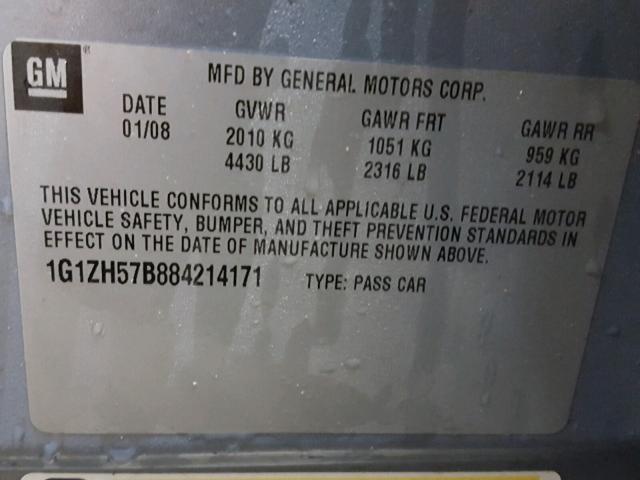 GM
MFD BY GENERAL MOTORS CORP.
DATE GVWR GAWR FRT GAWR RR
01/08 2010 KG 1051 KG 959 KG
4430 LB 2316 LB 2114 LB
THIS VEHICLE CONFORMS TO ALL APPLICABLE U.S. FEDERAL MOTOR
VEHICLE SAFETY, BUMPER, AND THEFT PREVENTION STANDARDS IN
EFFECT ON THE DATE OF MANUFACTURE SHOWN ABOVE.
1G1ZH57B884214171 TYPE: PASS CAR